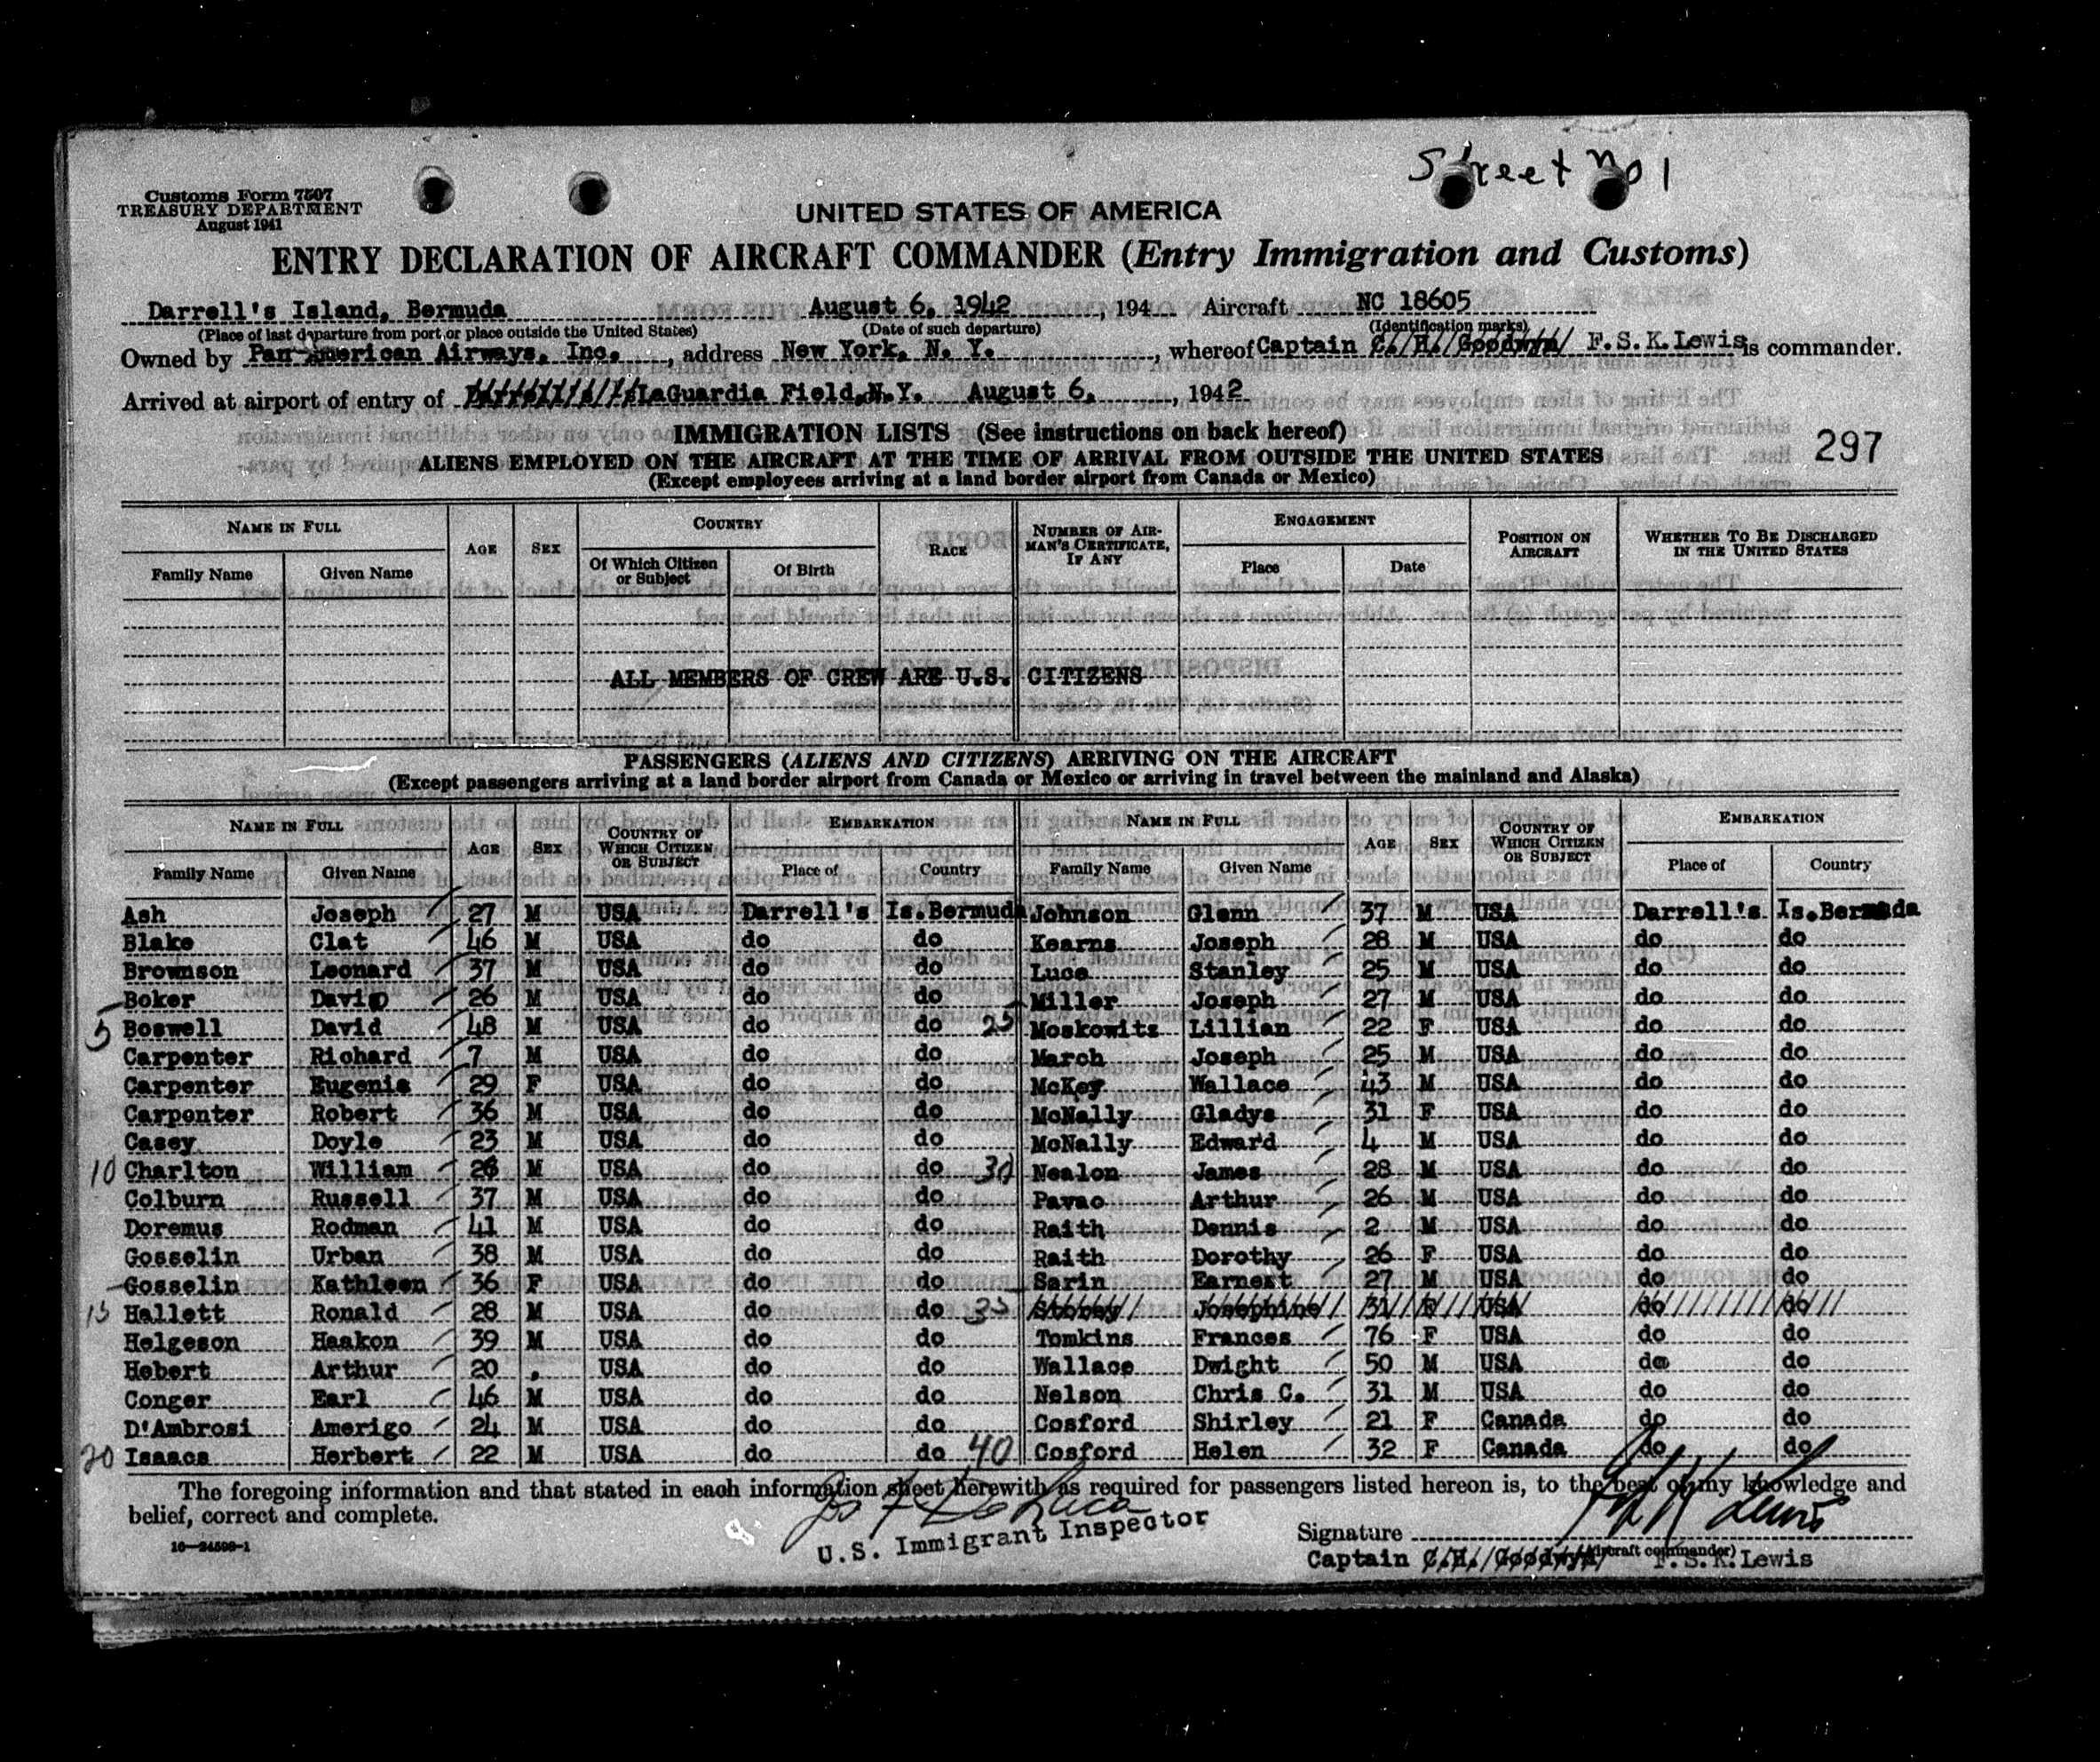 Street no 1
Customs Form 7507
TREASURY DEPARTMENT
August 1941
UNITED STATES OF AMERICA
ENTRY DECLARATION OF AIRCRAFT COMMANDER (Entry Immigration and Customs)
Darrell's Island, Bermuda August 6, 1942, 194 Aircraft NC 18605
(Place of last departure from port or place outside the United States) (Date of such departure) (Identification marks)
Owned by Pan American Airways, Inc., address New York, N. Y., whereof Captain C. H. Goodwyn F.S.K.Lewis is commander.
Arrived at airport of entry of Darrell's Is LaGuardia Field, N.Y. August 6, 1942
IMMIGRATION LISTS (See instructions on back hereof)
297
ALIENS EMPLOYED ON THE AIRCRAFT AT THE TIME OF ARRIVAL FROM OUTSIDE THE UNITED STATES
(Except employees arriving at a land border airport from Canada or Mexico)
NAME IN FULL AGE SEX COUNTRY RACE NUMBER OF AIRMAN'S CERTIFICATE, IF ANY ENGAGEMENT POSITION ON AIRCRAFT WHETHER TO BE DISCHARGED IN THE UNITED STATES
Family Name Given Name Of Which Citizen or Subject Of Birth Place Date
ALL MEMBERS OF CREW ARE U.S. CITIZENS
PASSENGERS (ALIENS AND CITIZENS) ARRIVING ON THE AIRCRAFT
(Except passengers arriving at a land border airport from Canada or Mexico or arriving in travel between the mainland and Alaska)
NAME IN FULL AGE SEX COUNTRY OF WHICH CITIZEN OR SUBJECT EMBARKATION NAME IN FULL AGE SEX COUNTRY OF WHICH CITIZEN OR SUBJECT EMBARKATION
Family Name Given Name Place of Country Family Name Given Name Place of Country
Ash Joseph 27 M USA Darrell's Is.Bermuda Johnson Glenn 37 M USA Darrell's Is.Bermuda
Blake Clat 46 M USA do do Kearns Joseph 28 M USA do do
Brownson Leonard 37 M USA do do Luce Stanley 25 M USA do do
Boker David 26 M USA do do Miller Joseph 27 M USA do do
5 Boswell David 48 M USA do do 25 Moskowitz Lillian 22 F USA do do
Carpenter Richard 7 M USA do do March Joseph 25 M USA do do
Carpenter Eugenia 29 F USA do do McKey Wallace 43 M USA do do
Carpenter Robert 36 M USA do do McNally Gladys 31 F USA do do
Casey Doyle 23 M USA do do McNally Edward 4 M USA do do
10 Charlton William 28 M USA do do 30 Nealon James 28 M USA do do
Colburn Russell 37 M USA do do Pavao Arthur 26 M USA do do
Doremus Rodman 41 M USA do do Raith Dennis 2 M USA do do
Gosselin Urban 38 M USA do do Raith Dorothy 26 F USA do do
Gosselin Kathleen 36 F USA do do Sarin Earnest 27 M USA do do
15 Hallett Ronald 28 M USA do do 35 Storey Josephine 31 F USA do do
Helgeson Haakon 39 M USA do do Tomkins Frances 76 F USA do do
Hebert Arthur 20 , USA do do Wallace Dwight 50 M USA do do
Conger Earl 46 M USA do do Nelson Chris C. 31 M USA do do
D'Ambrosi Amerigo 24 M USA do do Cosford Shirley 21 F Canada do do
20 Isaacs Herbert 22 M USA do do 40 Cosford Helen 32 F Canada do do
The foregoing information and that stated in each information sheet herewith as required for passengers listed hereon is, to the best of my knowledge and
belief, correct and complete.
16—24598-1
U.S. Immigrant Inspector
Signature F S K Lewis
(Aircraft commander)
Captain C.H. Goodwyn F.S.K.Lewis